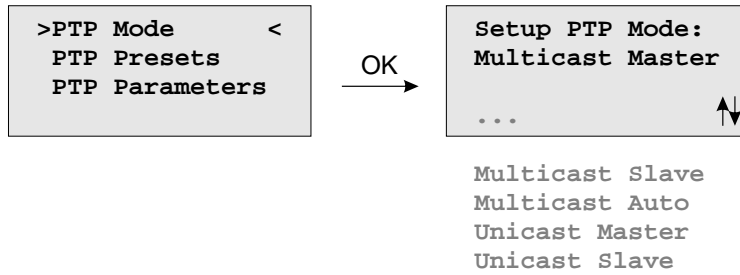 >PTP Mode <
PTP Presets
PTP Parameters
OK
Setup PTP Mode:
Multicast Master
...
Multicast Slave
Multicast Auto
Unicast Master
Unicast Slave